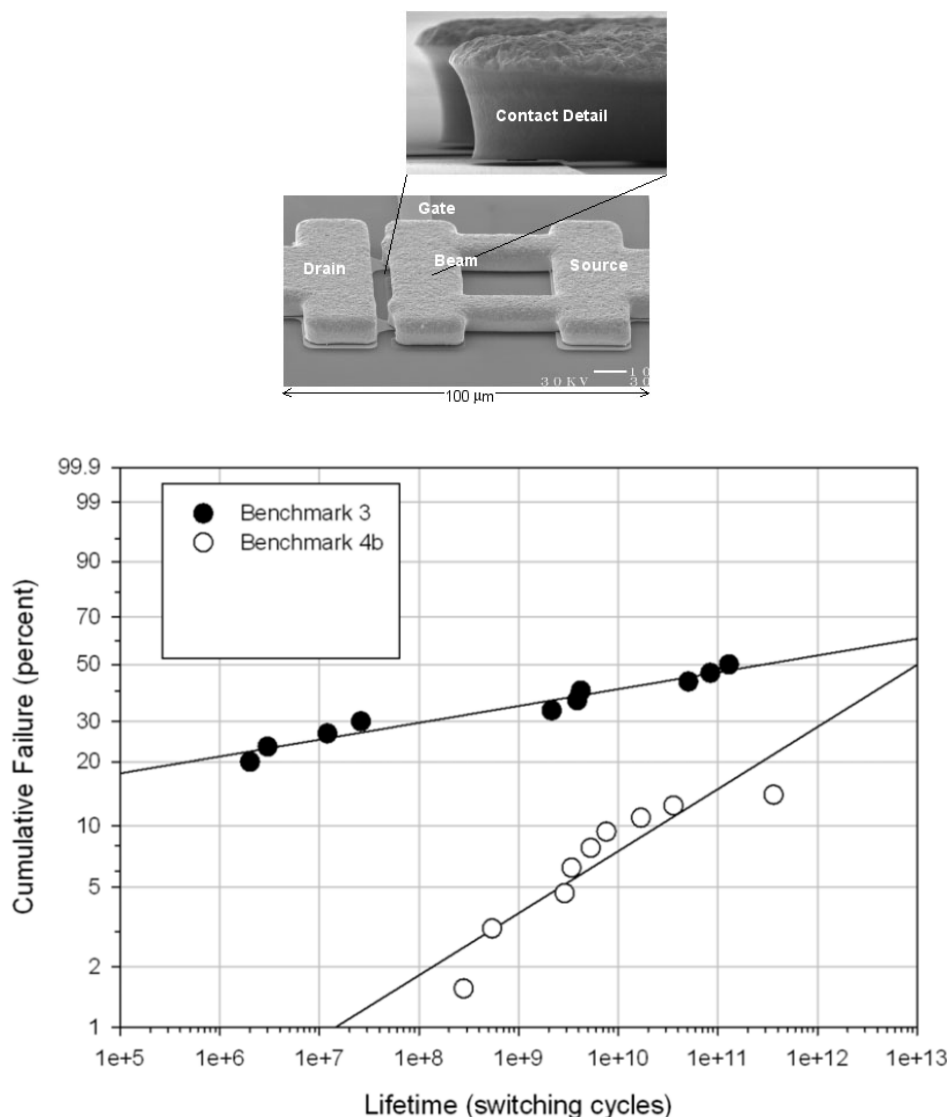 Contact Detail
Gate
Drain
Beam
Source
30KV
100 µm
99.9
99
90
70
50
30
20
10
5
2
1
Cumulative Failure (percent)
Benchmark 3
Benchmark 4b
1e+5 1e+6 1e+7 1e+8 1e+9 1e+10 1e+11 1e+12 1e+13
Lifetime (switching cycles)